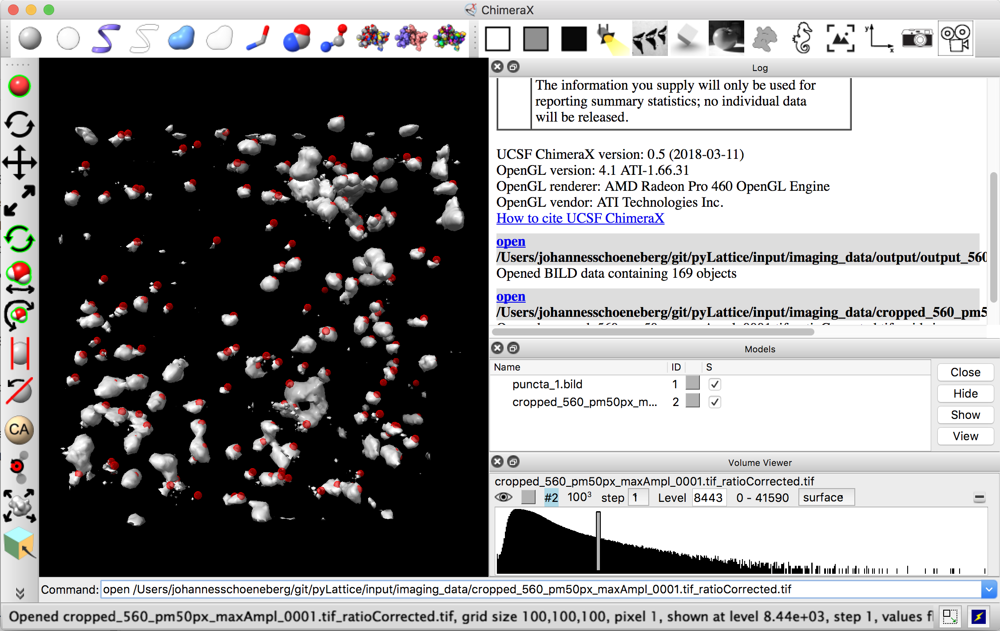 ChimeraX
y
x
Log
The information you supply will only be used for
reporting summary statistics; no individual data
will be released.
UCSF ChimeraX version: 0.5 (2018-03-11)
OpenGL version: 4.1 ATI-1.66.31
OpenGL renderer: AMD Radeon Pro 460 OpenGL Engine
OpenGL vendor: ATI Technologies Inc.
How to cite UCSF ChimeraX
open
/Users/johannesschoeneberg/git/pyLattice/input/imaging_data/output/output_560
Opened BILD data containing 169 objects
open
/Users/johannesschoeneberg/git/pyLattice/input/imaging_data/cropped_560_pm5
Models
Name ID S
puncta_1.bild 1
cropped_560_pm50px_m... 2
Close
Hide
Show
View
CA
Volume Viewer
cropped_560_pm50px_maxAmpl_0001.tif_ratioCorrected.tif
#2 100³ step 1 Level 8443 0 - 41590 surface
Command: open /Users/johannesschoeneberg/git/pyLattice/input/imaging_data/cropped_560_pm50px_maxAmpl_0001.tif_ratioCorrected.tif
Opened cropped_560_pm50px_maxAmpl_0001.tif_ratioCorrected.tif, grid size 100,100,100, pixel 1, shown at level 8.44e+03, step 1, values fl